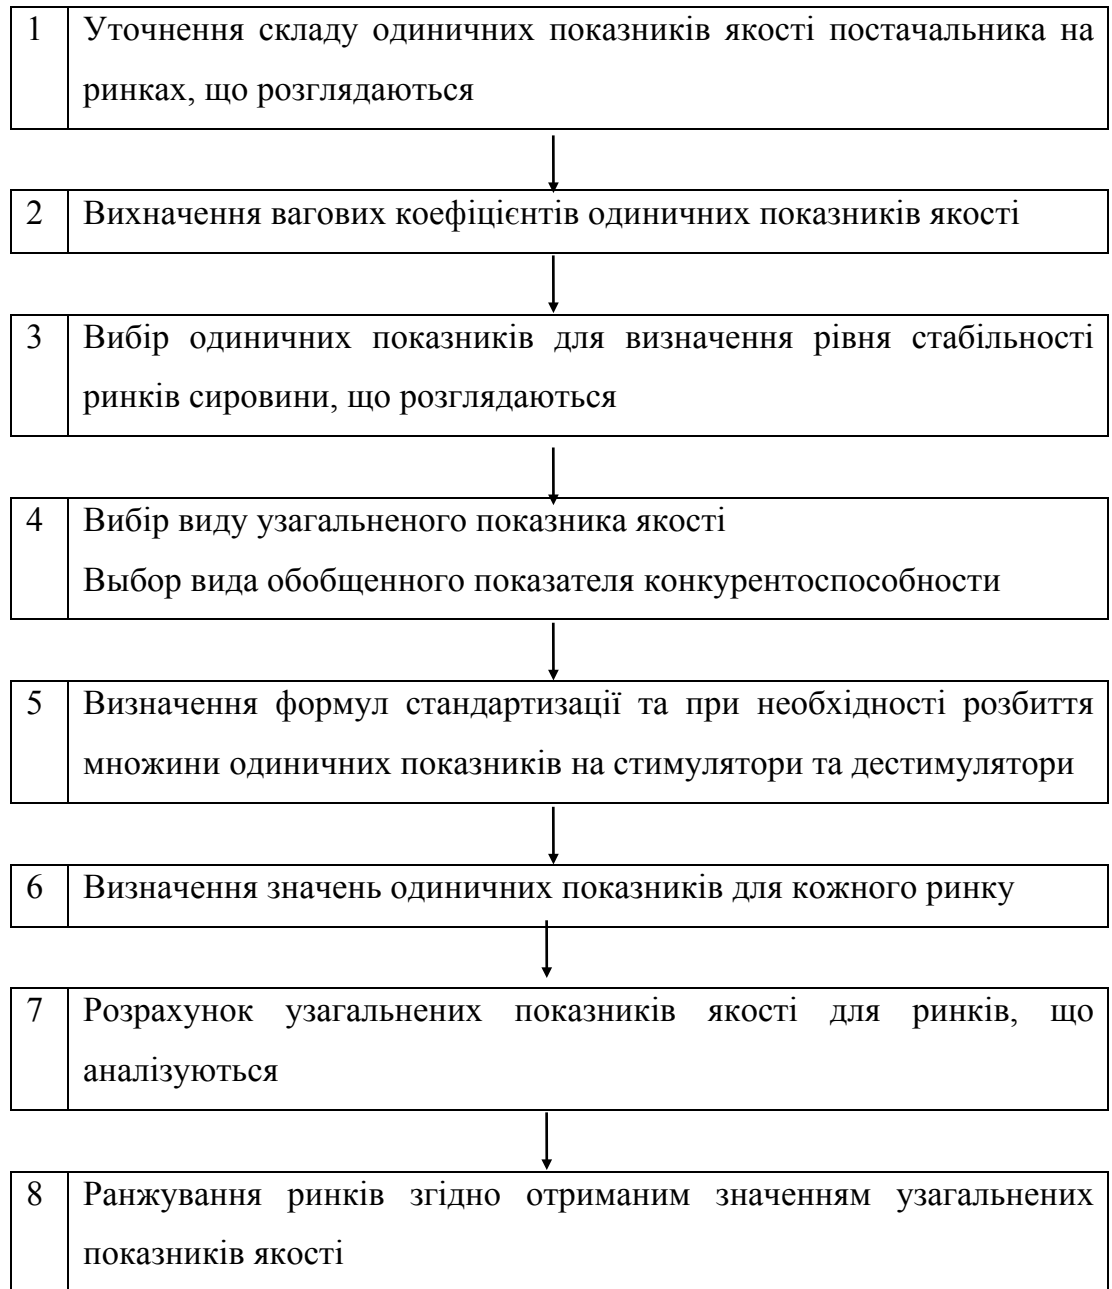 1 Уточнення складу одиничних показників якості постачальника на
ринках, що розглядаються
2 Вихначення вагових коефіцієнтів одиничних показників якості
3 Вибір одиничних показників для визначення рівня стабільності
ринків сировини, що розглядаються
4 Вибір виду узагальненого показника якості
Выбор вида обобщенного показателя конкурентоспособности
5 Визначення формул стандартизації та при необхідності розбиття
множини одиничних показників на стимулятори та дестимулятори
6 Визначення значень одиничних показників для кожного ринку
7 Розрахунок узагальнених показників якості для ринків, що
аналізуються
8 Ранжування ринків згідно отриманим значенням узагальнених
показників якості